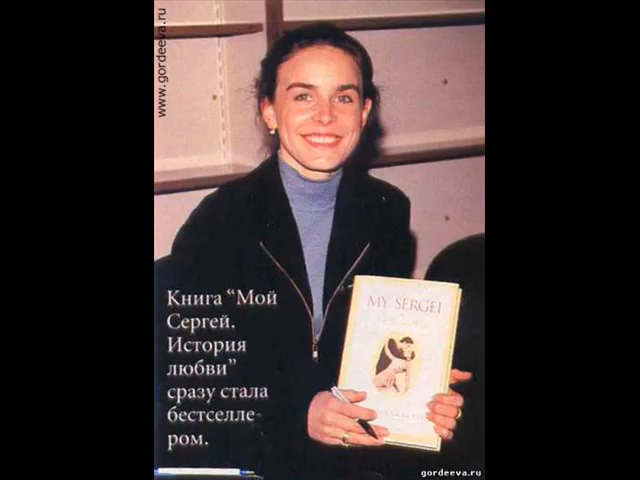 www.gordeeva.ru
MY SERGEI
Книга “Мой
Сергей.
История
любви”
сразу стала
бестселле-
ром.
gordeeva.ru